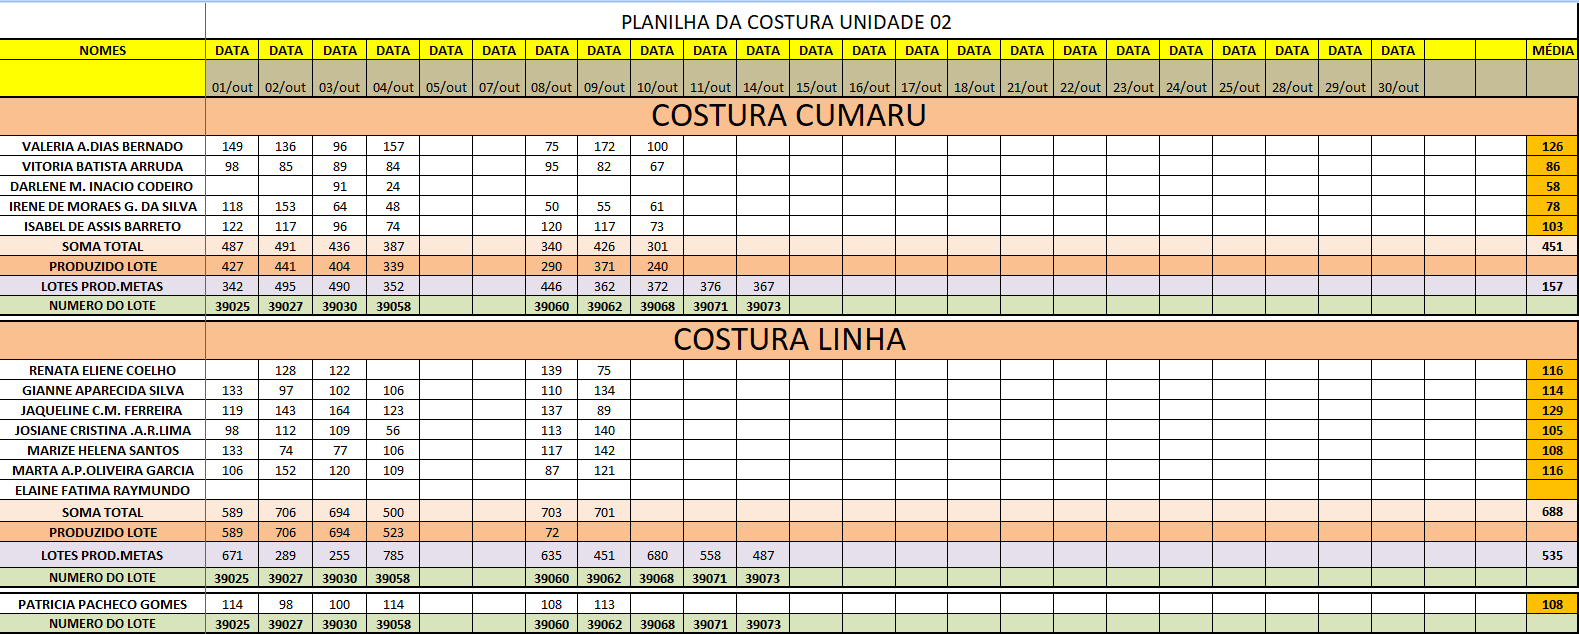 PLANILHA DA COSTURA UNIDADE 02
NOMES DATA DATA DATA DATA DATA DATA DATA DATA DATA DATA DATA DATA DATA DATA DATA DATA DATA DATA DATA DATA DATA DATA DATA MÉDIA
01/out 02/out 03/out 04/out 05/out 07/out 08/out 09/out 10/out 11/out 14/out 15/out 16/out 17/out 18/out 21/out 22/out 23/out 24/out 25/out 28/out 29/out 30/out
COSTURA CUMARU
VALERIA A.DIAS BERNADO 149 136 96 157 75 172 100 126
VITORIA BATISTA ARRUDA 98 85 89 84 95 82 67 86
DARLENE M. INACIO CODEIRO 91 24 58
IRENE DE MORAES G. DA SILVA 118 153 64 48 50 55 61 78
ISABEL DE ASSIS BARRETO 122 117 96 74 120 117 73 103
SOMA TOTAL 487 491 436 387 340 426 301 451
PRODUZIDO LOTE 427 441 404 339 290 371 240
LOTES PROD.METAS 342 495 490 352 446 362 372 376 367 157
NUMERO DO LOTE 39025 39027 39030 39058 39060 39062 39068 39071 39073
COSTURA LINHA
RENATA ELIENE COELHO 128 122 139 75 116
GIANNE APARECIDA SILVA 133 97 102 106 110 134 114
JAQUELINE C.M. FERREIRA 119 143 164 123 137 89 129
JOSIANE CRISTINA .A.R.LIMA 98 112 109 56 113 140 105
MARIZE HELENA SANTOS 133 74 77 106 117 142 108
MARTA A.P.OLIVEIRA GARCIA 106 152 120 109 87 121 116
ELAINE FATIMA RAYMUNDO
SOMA TOTAL 589 706 694 500 703 701 688
PRODUZIDO LOTE 589 706 694 523 72
LOTES PROD.METAS 671 289 255 785 635 451 680 558 487 535
NUMERO DO LOTE 39025 39027 39030 39058 39060 39062 39068 39071 39073
PATRICIA PACHECO GOMES 114 98 100 114 108 113 108
NUMERO DO LOTE 39025 39027 39030 39058 39060 39062 39068 39071 39073